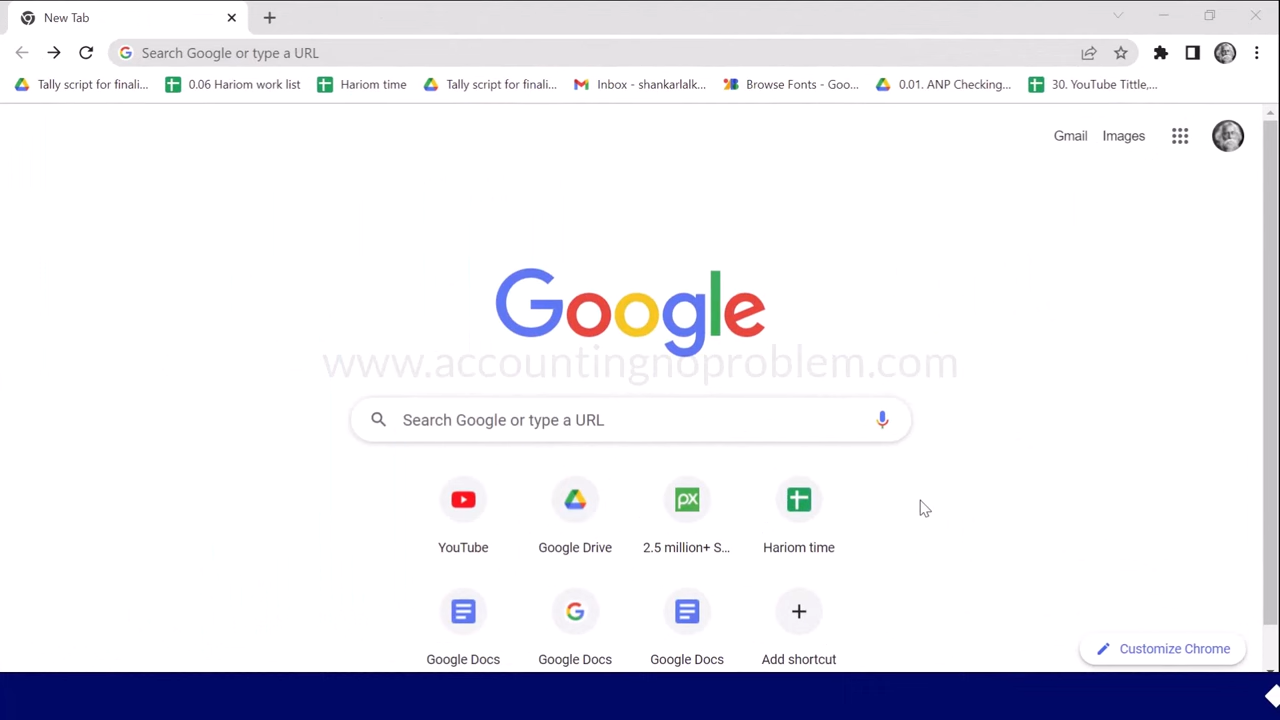 New Tab
Search Google or type a URL
Tally script for finali... 0.06 Hariom work list Hariom time Tally script for finali... Inbox - shankarlalk... Browse Fonts - Goo... 0.01. ANP Checking... 30. YouTube Tittle,...
Gmail Images
Google
www.accountingnoproblem.com
Search Google or type a URL
YouTube Google Drive 2.5 million+ S... Hariom time
Google Docs Google Docs Google Docs Add shortcut
Customize Chrome